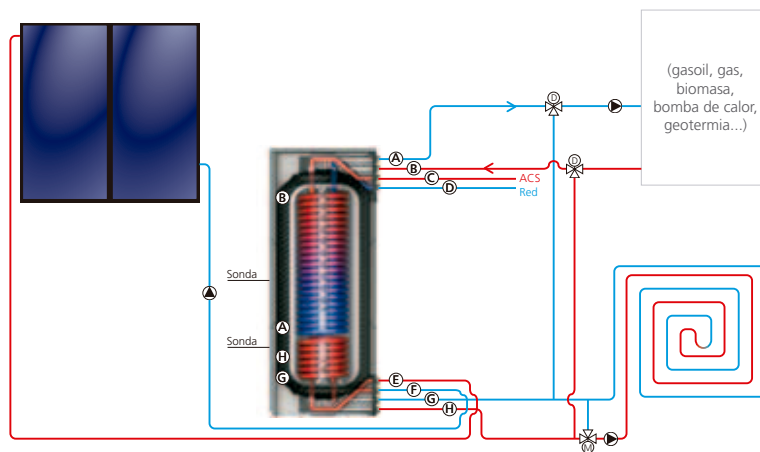 (gasoil, gas,
biomasa,
bomba de calor,
geotermia...)
D
A
B
D
C
ACS
D
Red
B
Sonda
A
Sonda
H
G
E
F
G
H
M